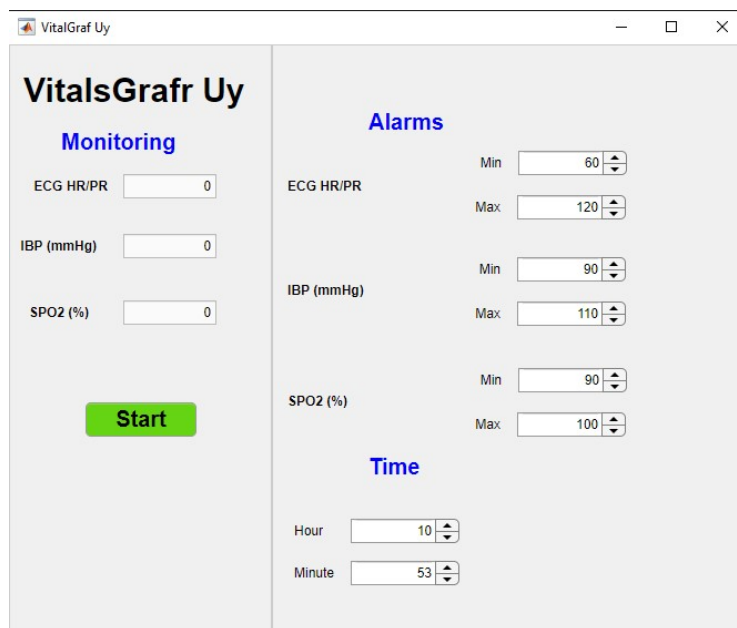 VitalGraf Uy
VitalsGrafr Uy
Monitoring
ECG HR/PR 0
IBP (mmHg) 0
SPO2 (%) 0
Start
Alarms
ECG HR/PR
Min 60
Max 120
IBP (mmHg)
Min 90
Max 110
SPO2 (%)
Min 90
Max 100
Time
Hour 10
Minute 53